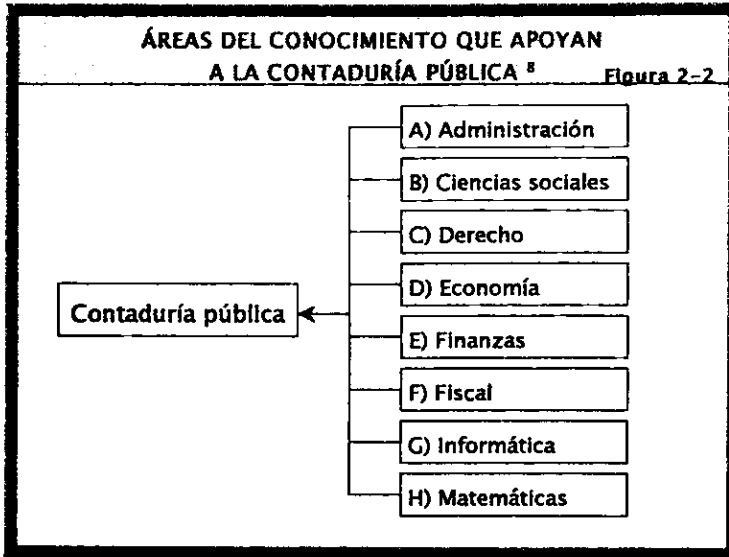 ÁREAS DEL CONOCIMIENTO QUE APOYAN
A LA CONTADURÍA PÚBLICA 8 Figura 2-2
A) Administración
B) Ciencias sociales
C) Derecho
D) Economía
Contaduría pública
E) Finanzas
F) Fiscal
G) Informática
H) Matemáticas